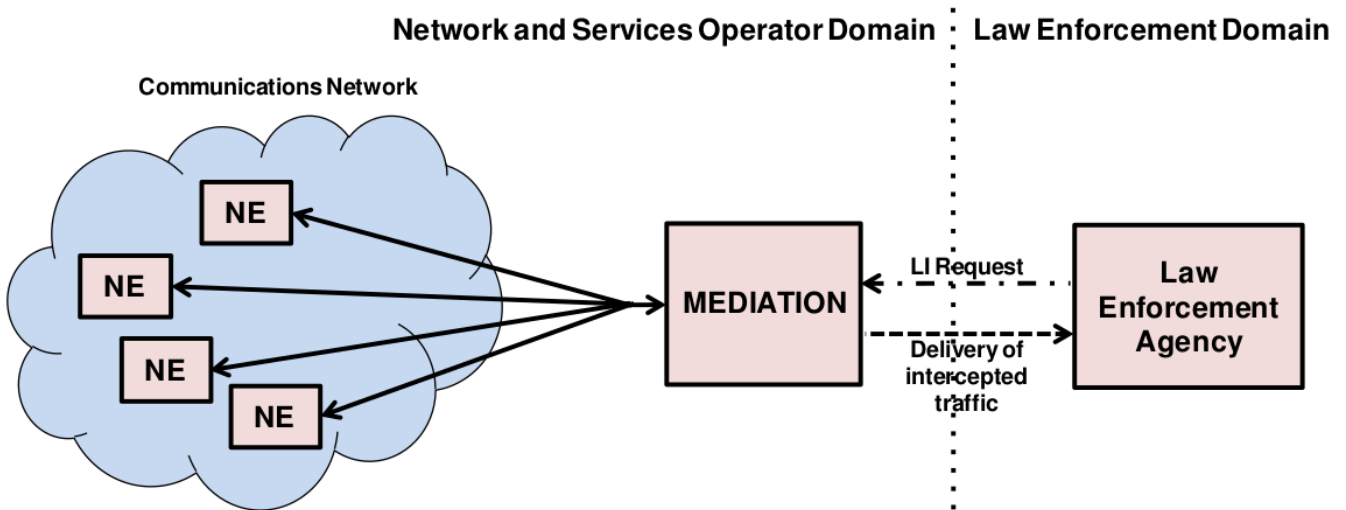 Network and Services Operator Domain
Law Enforcement Domain
Communications Network
NE
NE
NE
NE
MEDIATION
LI Request
Delivery of
intercepted
traffic
Law
Enforcement
Agency